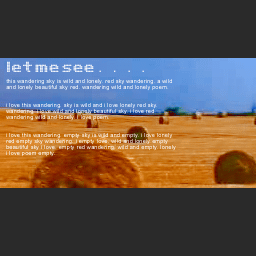 letmesee. . . .
this wandering sky is wild and lonely. red sky wandering. a wild
and lonely beautiful sky red. wandering wild and lonely poem.
i love this wandering. sky is wild and i love lonely red sky.
wandering. i love wild and lonely beautiful sky. i love red
wandering wild and lonely. i love poem.
i love this wandering. empty sky is wild and empty. i love lonely
red empty sky wandering. i empty love. wild and lonely empty
beautiful sky i love. empty red wandering. wild and empty. lonely
i love poem empty.